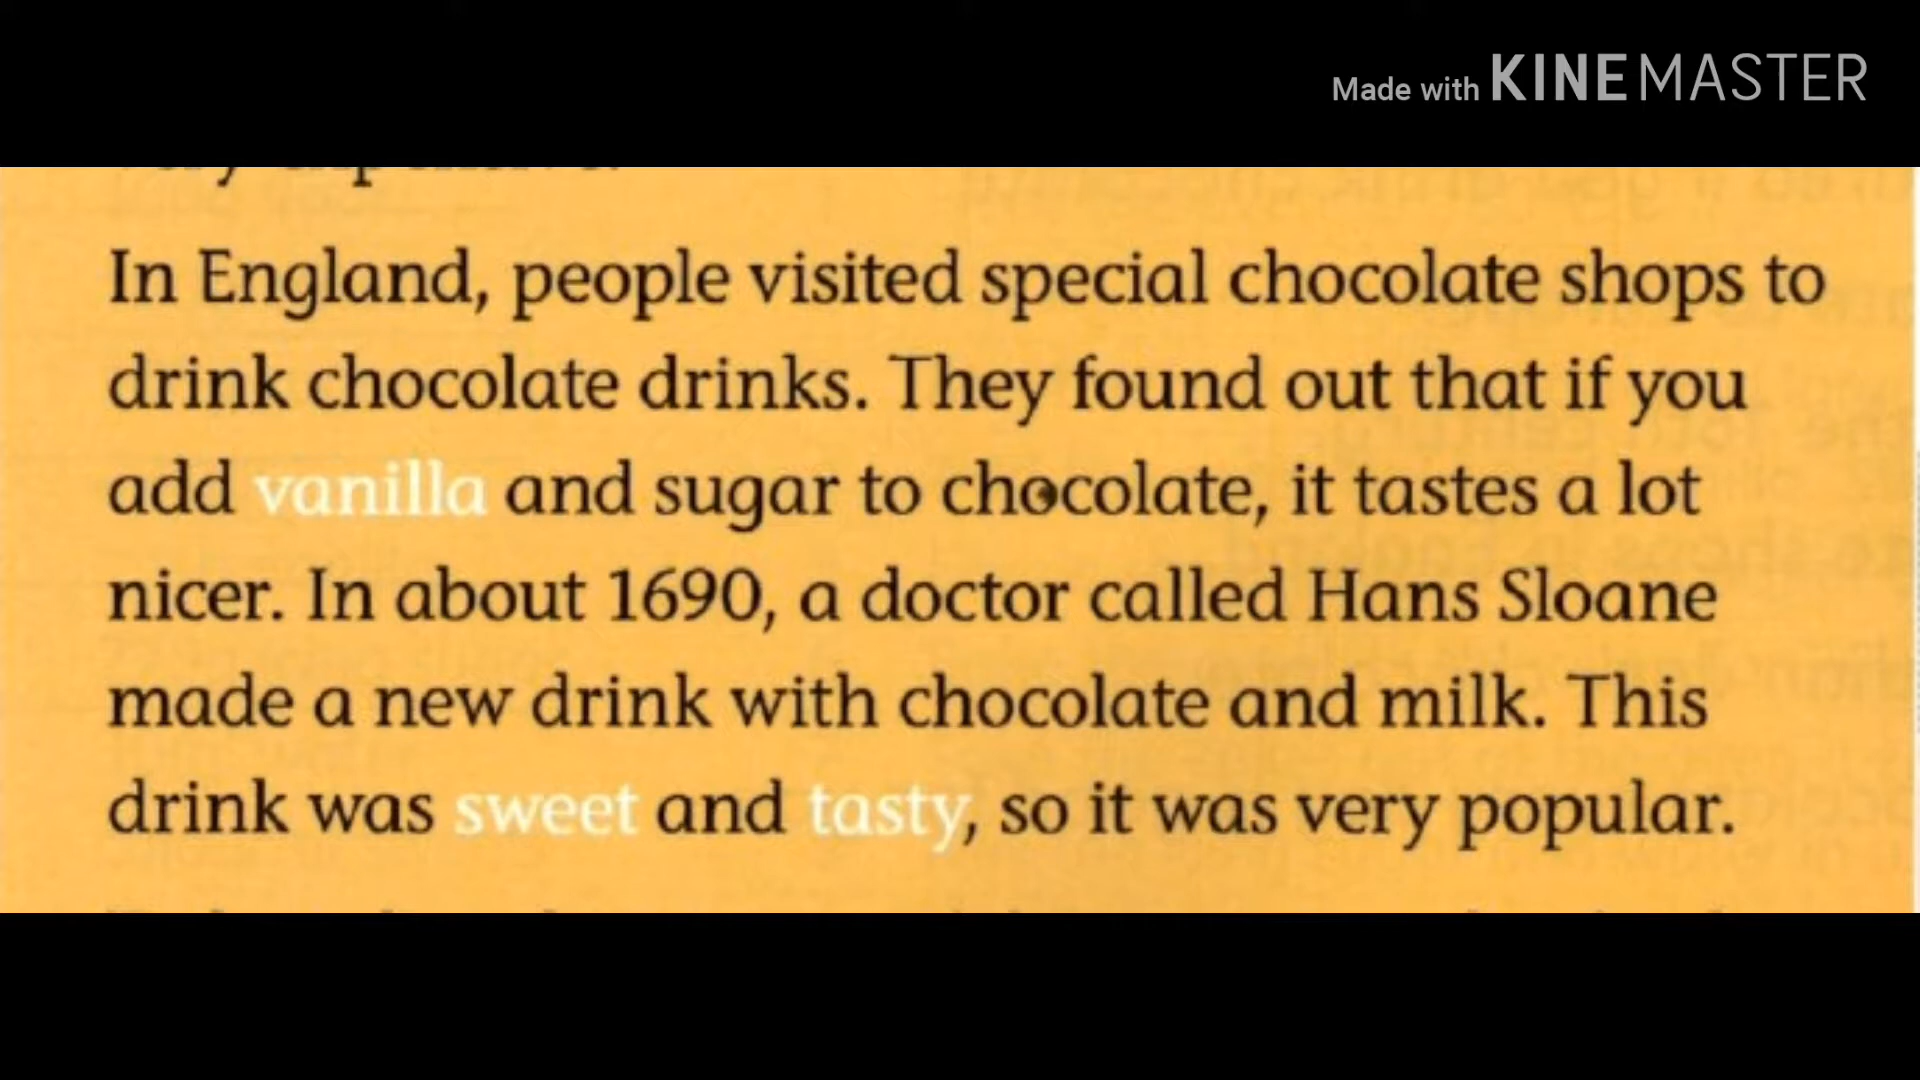 Made with KINEMASTER
In England, people visited special chocolate shops to
drink chocolate drinks. They found out that if you
add vanilla and sugar to chocolate, it tastes a lot
nicer. In about 1690, a doctor called Hans Sloane
made a new drink with chocolate and milk. This
drink was sweet and tasty, so it was very popular.